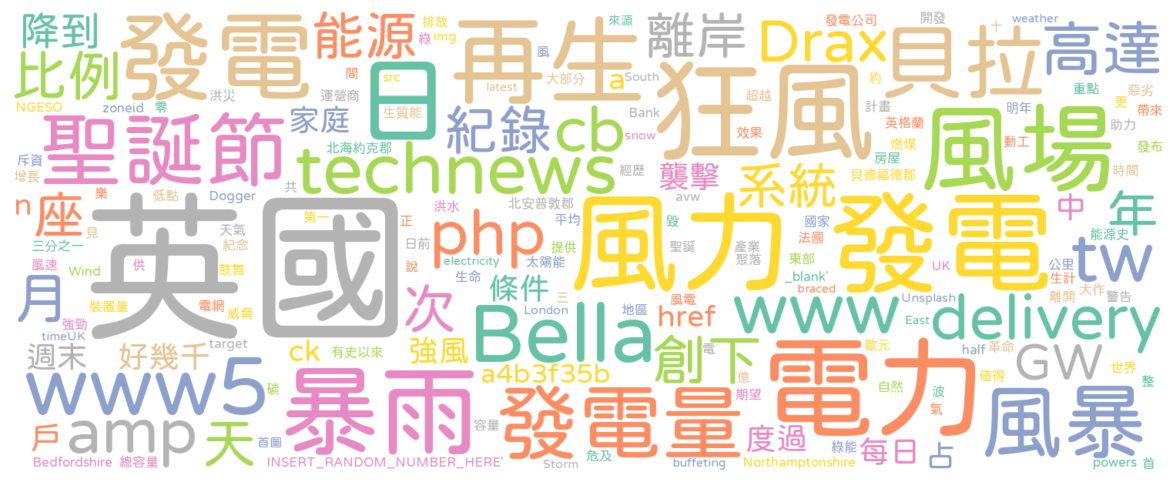 降到
發電
能源
排放
綠
img
再生
來源
離岸
發電公司
開發
十
weather
Drax
貝拉
高達
比例
間
日
src
生質能
風
大部分
latest
a
South
狂風
超越
約
重點
惡劣
更
帶來
NGESO
zoneid
零
洪災
運營商
家庭
紀錄
cb
Bank
snow
效果
計畫
英格蘭
燃煤
動工
明年
助力
發布
聖誕節
北海約克郡
technews
經歷
襲擊
系統
房屋
貝德福德郡
風場
時間
斥資
增長
樂
低點
Dogger
共
avw
n
座
英國
第一
正
洪水
北安普敦郡
平均
毀
風力
聖誕
國家
產業
聚落
法國
東部
發電
中
年
能源史
三分之一
見
天氣
紀念
日前
php
提供
electricity
太陽能
_blank'
braced
UK
公里
生計
tw
風速
Wind
供
鼓舞
說
生命
條件
三
風電
離開
大作
警告
月
裝置量
電網
威脅
次
London
地區
www
Unsplash
East
delivery
強勁
timeUK
target
有史以來
ck
強風
Bella
href
電
創下
歐元
half
革命
GW
世界
週末
好幾千
a4b3f35b
億
期望
電力
值得
整
www5
碳
暴雨
容量
發電量
自然
波
氣
風暴
戶
amp
天
首圖
度過
綠能
每日
占
Bedfordshire
總容量
INSERT_RANDOM_NUMBER_HERE'
Storm
危及
buffeting
Northamptonshire
powers
首